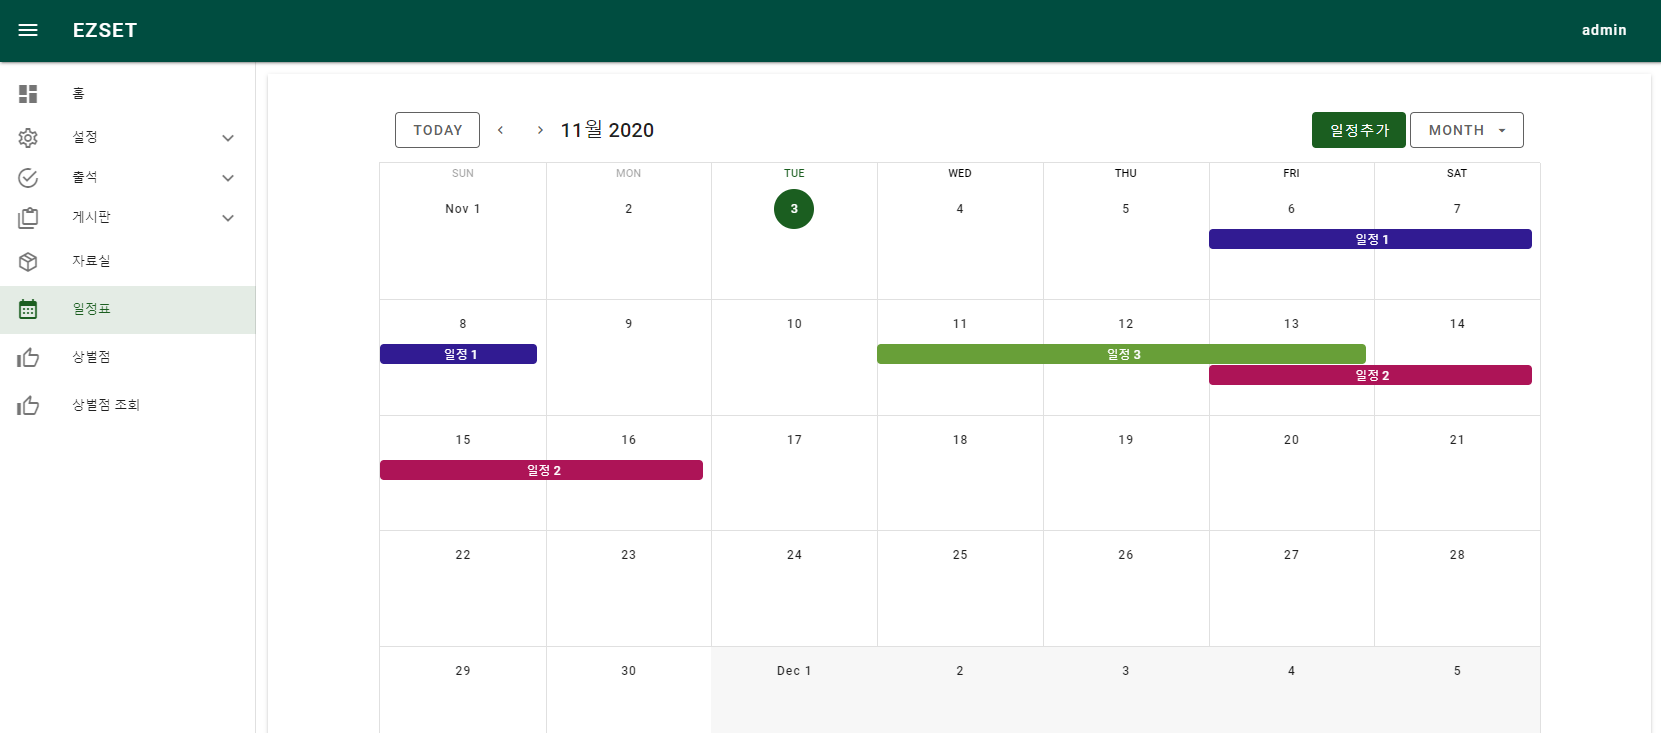 EZSET
admin
홈
설정
출석
게시판
자료실
일정표
상벌점
상벌점 조회
TODAY
11월 2020
일정추가
MONTH
SUN MON TUE WED THU FRI SAT
Nov 1 2 3 4 5 6 7
일정 1
8 9 10 11 12 13 14
일정 1 일정 3
일정 2
15 16 17 18 19 20 21
일정 2
22 23 24 25 26 27 28
29 30 Dec 1 2 3 4 5